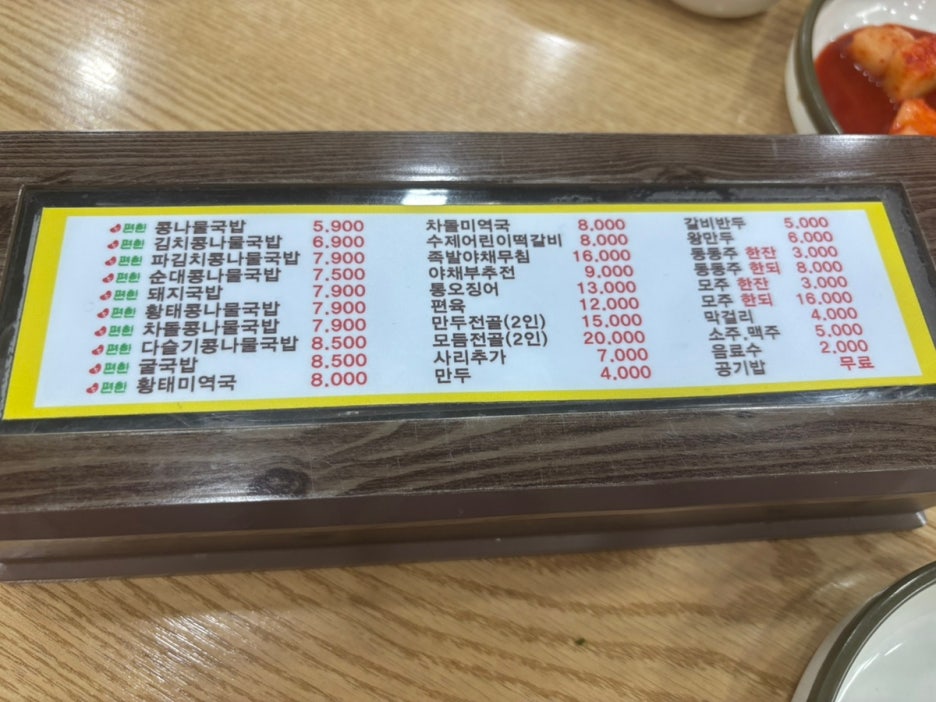 편한 콩나물국밥 5.900
편한 김치콩나물국밥 6.900
편한 파김치콩나물국밥 7.900
편한 순대콩나물국밥 7.500
편한 돼지국밥 7.900
편한 황태콩나물국밥 7.900
편한 차돌콩나물국밥 7.900
편한 다슬기콩나물국밥 8.500
편한 굴국밥 8.500
편한 황태미역국 8.000
차돌미역국 8,000
수제어린이떡갈비 8,000
족발야채무침 16.000
야채부추전 9,000
통오징어 13.000
편육 12.000
만두전골(2인) 15,000
모듬전골(2인) 20.000
사리추가 7.000
만두 4.000
갈비반두 5,000
왕만두 6,000
동동주 한잔 3.000
동동주 한되 8,000
모주 한잔 3,000
모주 한되 16,000
막걸리 4,000
소주.맥주 5,000
음료수 2.000
공기밥 무료